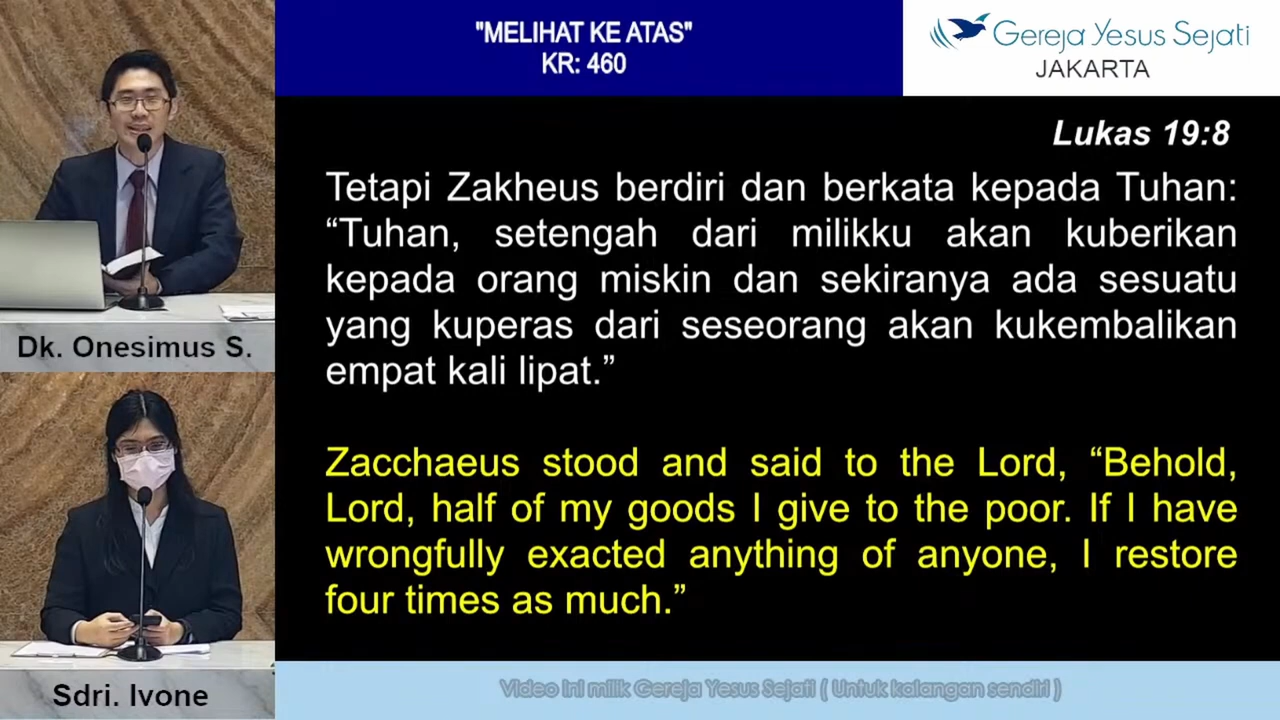 "MELIHAT KE ATAS"
KR: 460
Gereja Yesus Sejati
JAKARTA
Lukas 19:8
Tetapi Zakheus berdiri dan berkata kepada Tuhan:
“Tuhan, setengah dari milikku akan kuberikan
kepada orang miskin dan sekiranya ada sesuatu
yang kuperas dari seseorang akan kukembalikan
empat kali lipat.”
Zacchaeus stood and said to the Lord, “Behold,
Lord, half of my goods I give to the poor. If I have
wrongfully exacted anything of anyone, I restore
four times as much.”
Dk. Onesimus S.
Sdri. Ivone
Video ini milik Gereja Yesus Sejati ( Untuk kalangan sendiri )